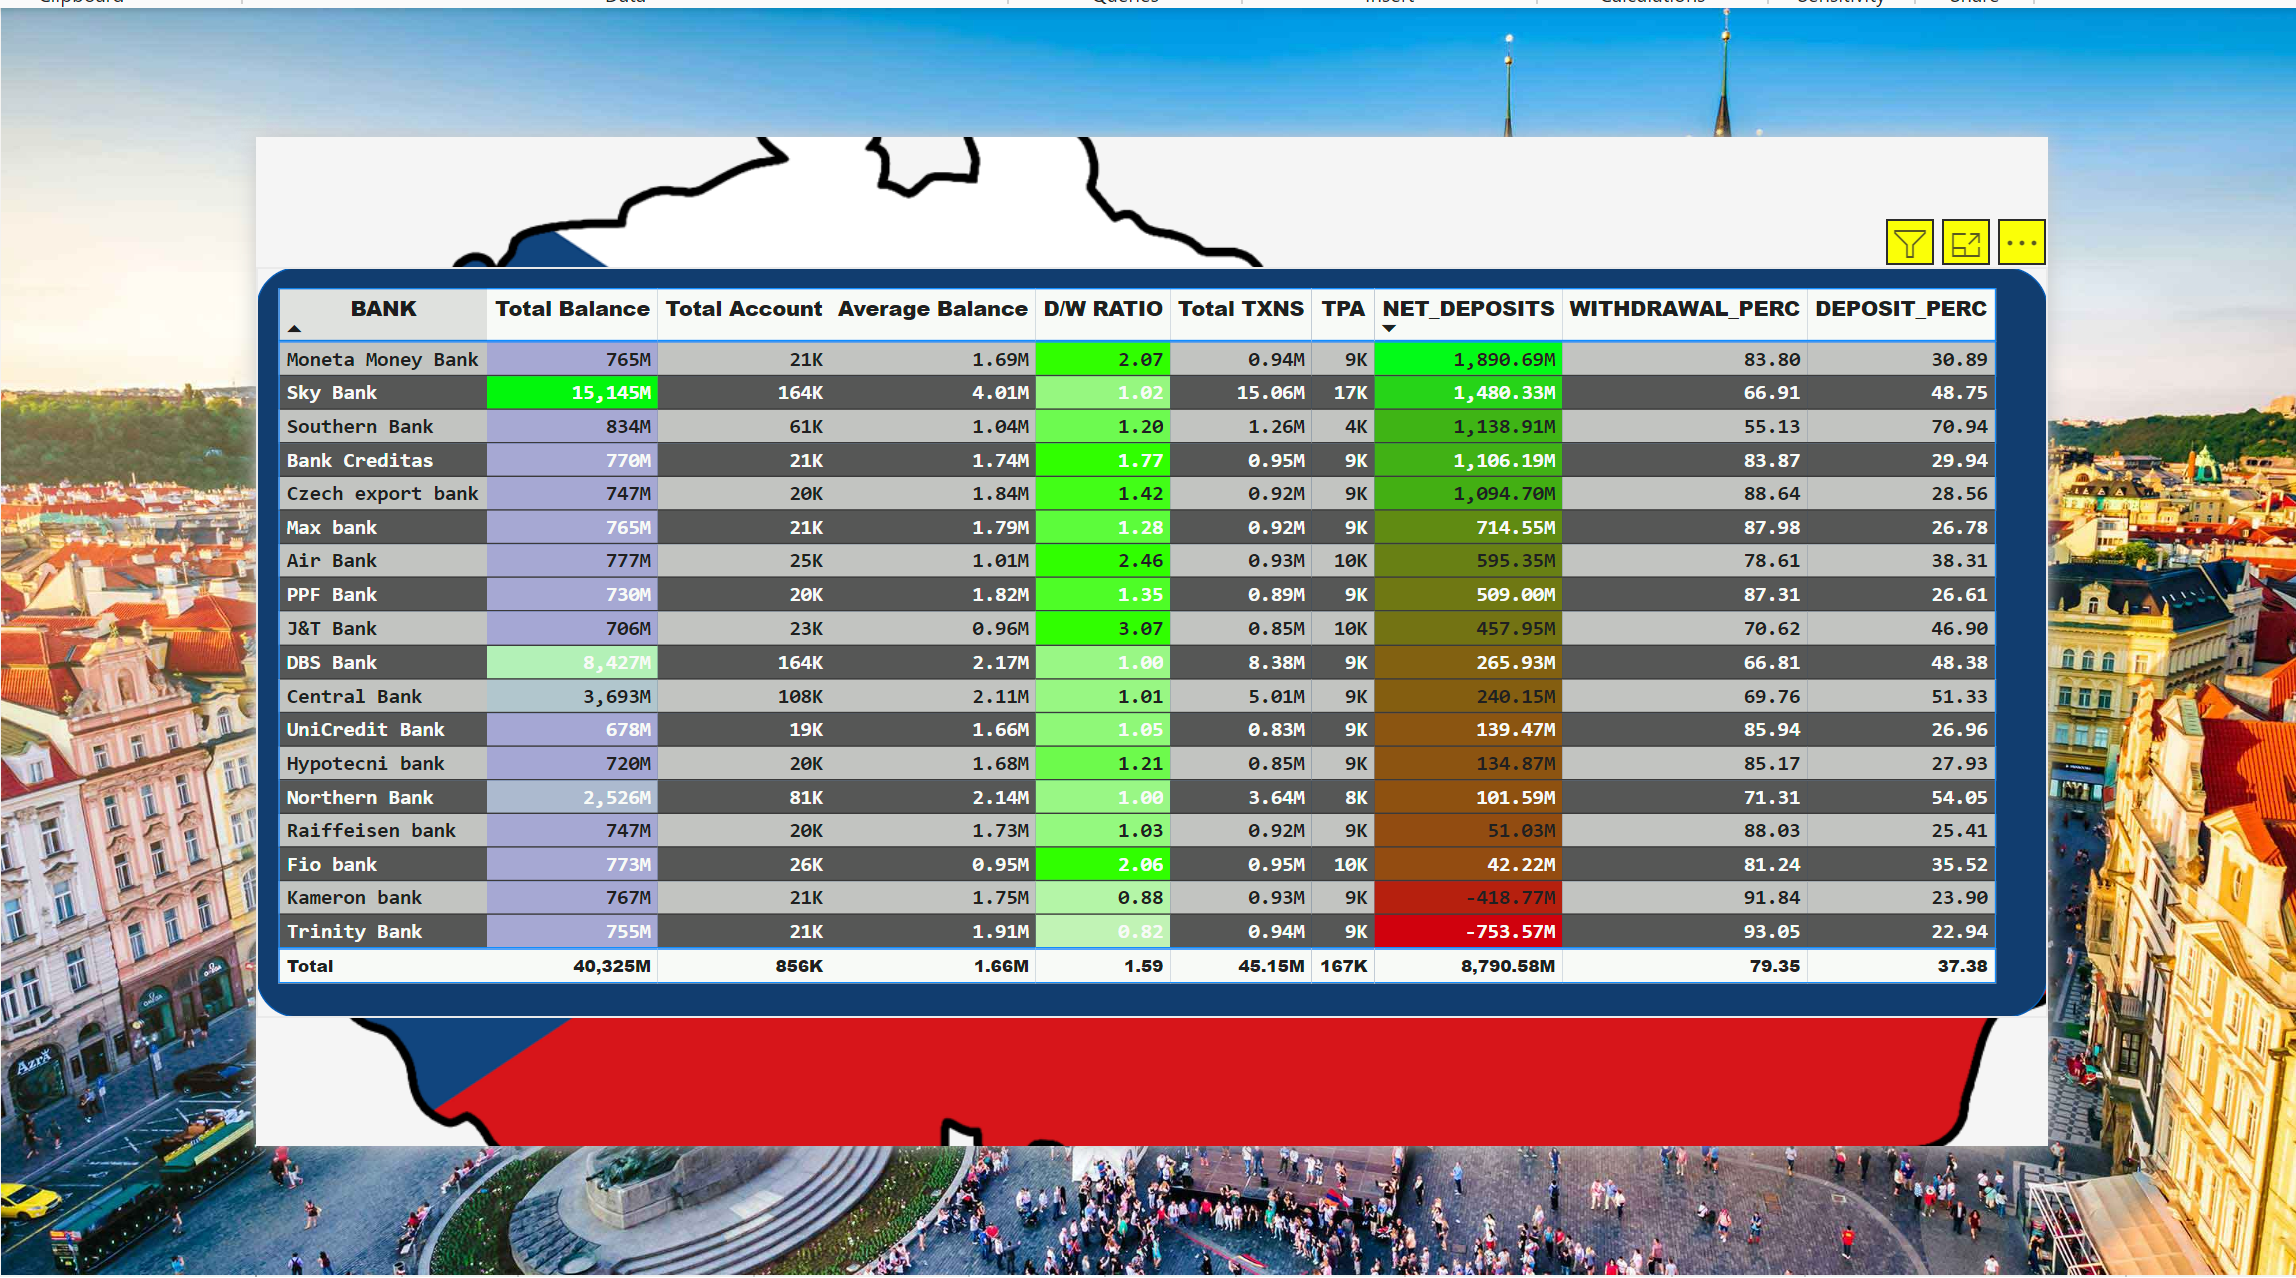 Clipboard Data Queries Insert Calculations Sensitivity Share
BANK Total Balance Total Account Average Balance D/W RATIO Total TXNS TPA NET_DEPOSITS WITHDRAWAL_PERC DEPOSIT_PERC
Moneta Money Bank 765M 21K 1.69M 2.07 0.94M 9K 1,890.69M 83.80 30.89
Sky Bank 15,145M 164K 4.01M 1.02 15.06M 17K 1,480.33M 66.91 48.75
Southern Bank 834M 61K 1.04M 1.20 1.26M 4K 1,138.91M 55.13 70.94
Bank Creditas 770M 21K 1.74M 1.77 0.95M 9K 1,106.19M 83.87 29.94
Czech export bank 747M 20K 1.84M 1.42 0.92M 9K 1,094.70M 88.64 28.56
Max bank 765M 21K 1.79M 1.28 0.92M 9K 714.55M 87.98 26.78
Air Bank 777M 25K 1.01M 2.46 0.93M 10K 595.35M 78.61 38.31
PPF Bank 730M 20K 1.82M 1.35 0.89M 9K 509.00M 87.31 26.61
J&T Bank 706M 23K 0.96M 3.07 0.85M 10K 457.95M 70.62 46.90
DBS Bank 8,427M 164K 2.17M 1.00 8.38M 9K 265.93M 66.81 48.38
Central Bank 3,693M 108K 2.11M 1.01 5.01M 9K 240.15M 69.76 51.33
UniCredit Bank 678M 19K 1.66M 1.05 0.83M 9K 139.47M 85.94 26.96
Hypotecni bank 720M 20K 1.68M 1.21 0.85M 9K 134.87M 85.17 27.93
Northern Bank 2,526M 81K 2.14M 1.00 3.64M 8K 101.59M 71.31 54.05
Raiffeisen bank 747M 20K 1.73M 1.03 0.92M 9K 51.03M 88.03 25.41
Fio bank 773M 26K 0.95M 2.06 0.95M 10K 42.22M 81.24 35.52
Kameron bank 767M 21K 1.75M 0.88 0.93M 9K -418.77M 91.84 23.90
Trinity Bank 755M 21K 1.91M 0.82 0.94M 9K -753.57M 93.05 22.94
Total 40,325M 856K 1.66M 1.59 45.15M 167K 8,790.58M 79.35 37.38
AZrA